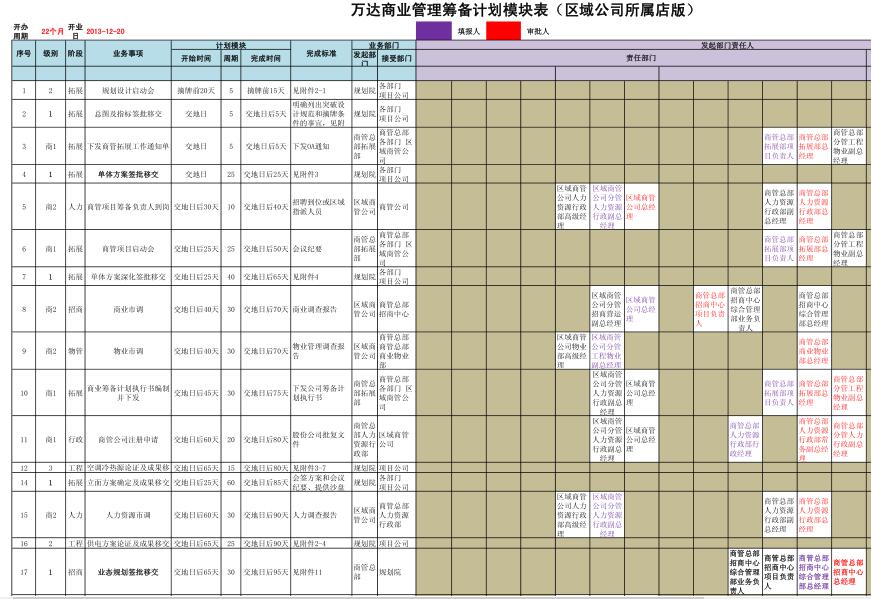 万达商业管理筹备计划模块表（区域公司所属店版）
开办周期 22个月 开业日 2013-12-20 填报人 审批人
序号 级别 阶段 业务事项 计划模块 完成标准 业务部门 发起部门责任人
开始时间 周期 完成时间 发起部门 接受部门 责任部门
1 2 拓展 规划设计启动会 摘牌前20天 5 摘牌前15天 见附件2-1 规划院 各部门 项目公司
2 1 拓展 总图及指标签批移交 交地日 5 交地日后5天 明确列出突破设计规范和摘牌条件的事宜，见附 规划院 各部门 项目公司
3 商1 拓展 下发商管拓展工作通知单 交地日 5 交地日后5天 下发OA通知 商管总部拓展部 商管总部各部门 区域商管公司 商管总部拓展部项目负责人 商管总部拓展部总经理 商管总部分管工程物业副总经理
4 1 拓展 单体方案签批移交 交地日 25 交地日后25天 见附件3 规划院 各部门 项目公司
5 商2 人力 商管项目筹备负责人到岗 交地日后30天 10 交地日后40天 招聘到位或区域指派人员 区域商管公司 商管公司 区域商管公司人力资源行政部高级经理 区域商管公司分管人力资源行政副总经理 区域商管公司总经理 商管总部人力资源行政部副总经理 商管总部人力资源行政部总经理
6 商1 拓展 商管项目启动会 交地日后25天 25 交地日后50天 会议纪要 商管总部拓展部 商管总部各部门 区域商管公司 商管总部拓展部项目负责人 商管总部拓展部总经理 商管总部分管工程物业副总经理
7 1 拓展 单体方案深化签批移交 交地日后25天 40 交地日后65天 见附件4 规划院 各部门 项目公司
8 商2 招商 商业市调 交地日后40天 30 交地日后70天 商业调查报告 区域商管公司 商管总部招商中心 区域商管公司分管招商营运副总经理 区域商管公司总经理 商管总部招商中心项目负责人 商管总部招商中心综合管理部业务负责人 商管总部招商中心综合管理部总经理
9 商2 物管 物业市调 交地日后40天 30 交地日后70天 物业管理调查报告 区域商管公司 商管总部商业物业部 区域商管公司物业部高级经理 区域商管公司分管工程物业副总经理 商管总部商业物业部总经理
10 商1 拓展 商业筹备计划执行书编制并下发 交地日后45天 30 交地日后75天 下发公司筹备计划执行书 商管总部拓展部 商管总部各部门 区域商管公司 区域商管公司分管人力资源行政副总经理 区域商管公司总经理 商管总部拓展部项目负责人 商管总部拓展部总经理 商管总部分管工程物业副总经理
11 商1 行政 商管公司注册申请 交地日后60天 20 交地日后80天 股份公司批复文件 商管总部人力资源行政部 区域商管公司 区域商管公司分管人力资源行政副总经理 区域商管公司总经理 商管总部人力资源行政部行政经理 商管总部人力资源行政部常务副总经理 商管总部分管人力行政副总经理
12 3 工程 空调冷热源论证及成果移 交地日后65天 15 交地日后80天 见附件3-7 规划院 项目公司
14 1 拓展 立面方案确定及成果移交 交地日后25天 60 交地日后85天 会签方案和会议纪要、提供沙盘 规划院 各部门 项目公司
15 商2 人力 人力资源市调 交地日后60天 30 交地日后90天 人力调查报告 区域商管公司 商管总部人力资源行政部 区域商管公司人力资源行政部高级经理 区域商管公司分管人力资源行政副总经理 商管总部人力资源行政部副总经理 商管总部人力资源行政部总经理
16 2 工程 供电方案论证及成果移交 交地日后65天 25 交地日后90天 见附件2-4 规划院 项目公司
17 1 招商 业态规划签批移交 交地日后65天 30 交地日后95天 见附件11 商管总部 规划院 商管总部招商中心综合管理部业务负责人 商管总部招商中心项目负责人 商管总部招商中心综合管理部总经理 商管总部招商中心总经理